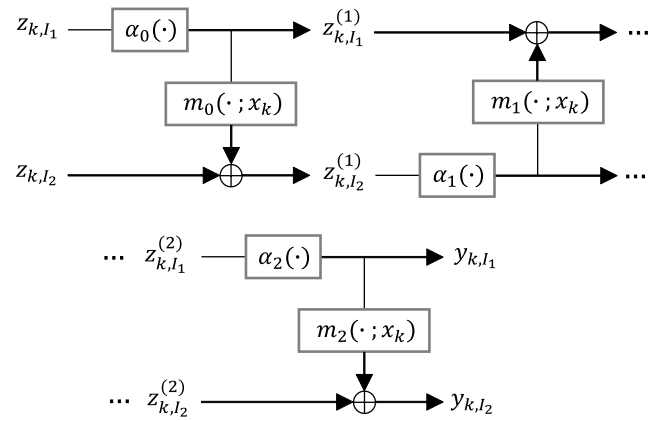 z_{k,I_1} α_0(·) z_{k,I_1}^{(1)} ⊕ ...
m_0(· ; x_k) m_1(· ; x_k)
z_{k,I_2} ⊕ z_{k,I_2}^{(1)} α_1(·) ...
... z_{k,I_1}^{(2)} α_2(·) y_{k,I_1}
m_2(· ; x_k)
... z_{k,I_2}^{(2)} ⊕ y_{k,I_2}